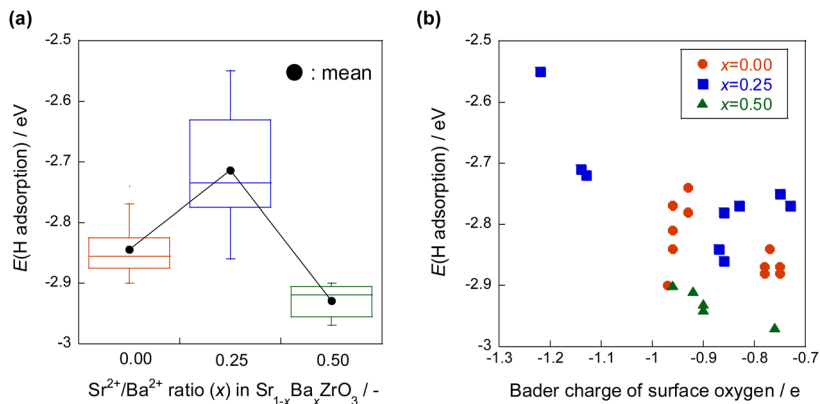 (a)
-2.5
-2.6
-2.7
-2.8
-2.9
-3
E(H adsorption) / eV
: mean
0.00 0.25 0.50
Sr²⁺/Ba²⁺ ratio (x) in Sr₁₋ₓBaₓZrO₃ / -
(b)
-2.5
-2.6
-2.7
-2.8
-2.9
-3
E(H adsorption) / eV
x=0.00
x=0.25
x=0.50
-1.3 -1.2 -1.1 -1 -0.9 -0.8 -0.7
Bader charge of surface oxygen / e